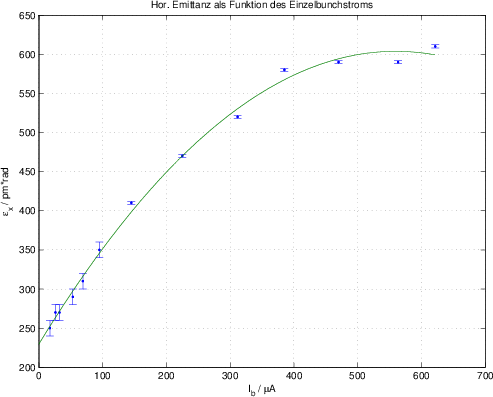 Hor. Emittanz als Funktion des Einzelbunchstroms
650
600
550
500
450
400
350
300
250
200
ε_x / pm*rad
0 100 200 300 400 500 600 700
I_b / μA